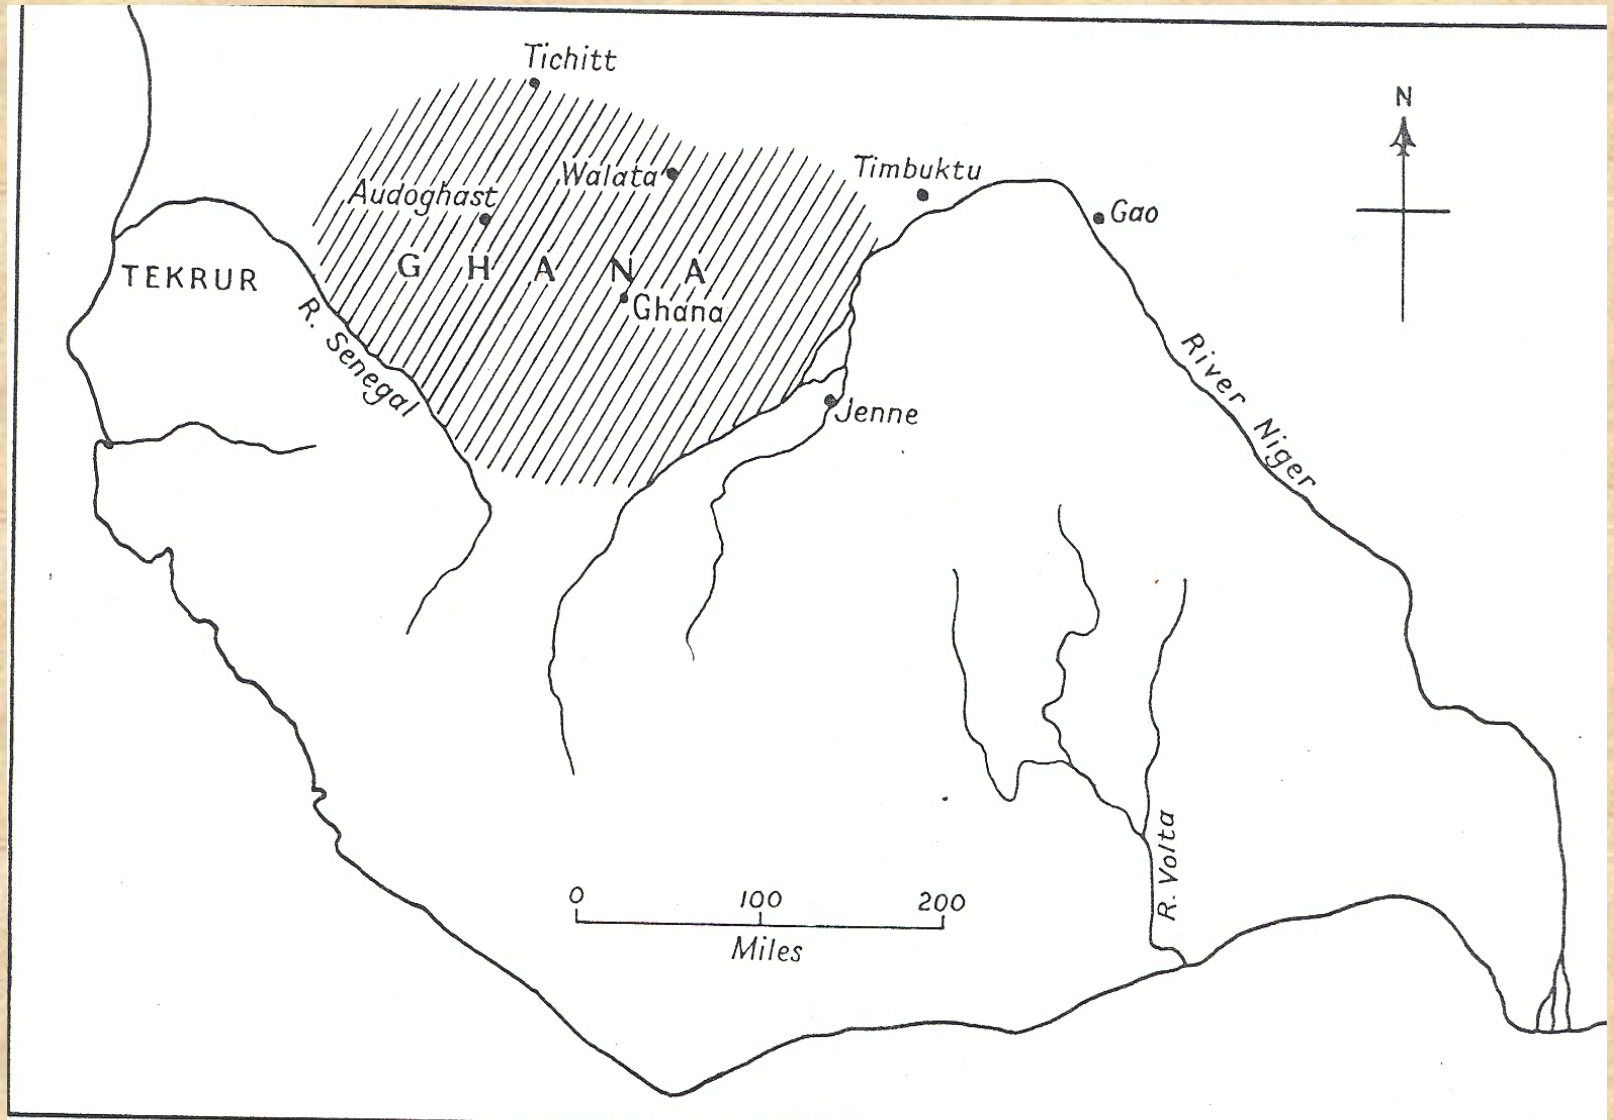 Tichitt
N
Walata
Timbuktu
Audoghast
Gao
G H A N A
TEKRUR
Ghana
R. Senegal
River Niger
Jenne
R. Volta
0 100 200
Miles